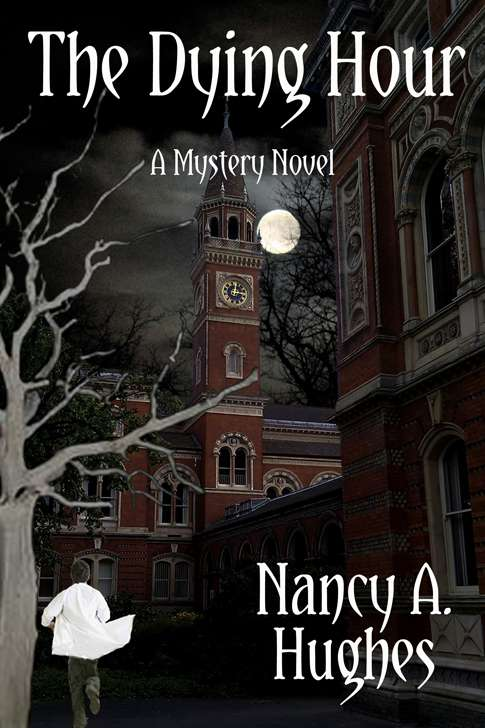 The Dying Hour
A Mystery Novel
Nancy A.
Hughes